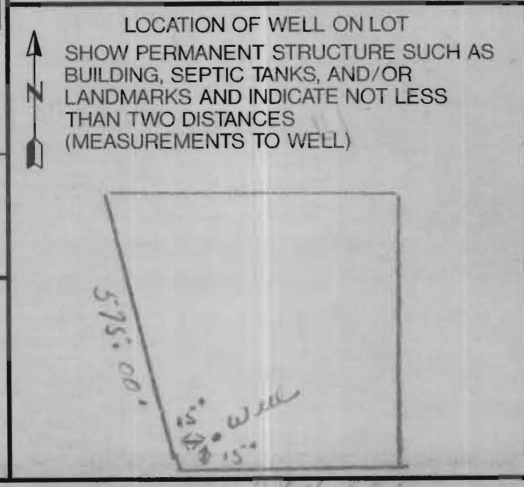 LOCATION OF WELL ON LOT
SHOW PERMANENT STRUCTURE SUCH AS
BUILDING, SEPTIC TANKS, AND/OR
N
LANDMARKS AND INDICATE NOT LESS
THAN TWO DISTANCES
(MEASUREMENTS TO WELL)
575.00'
15'
Well
15'